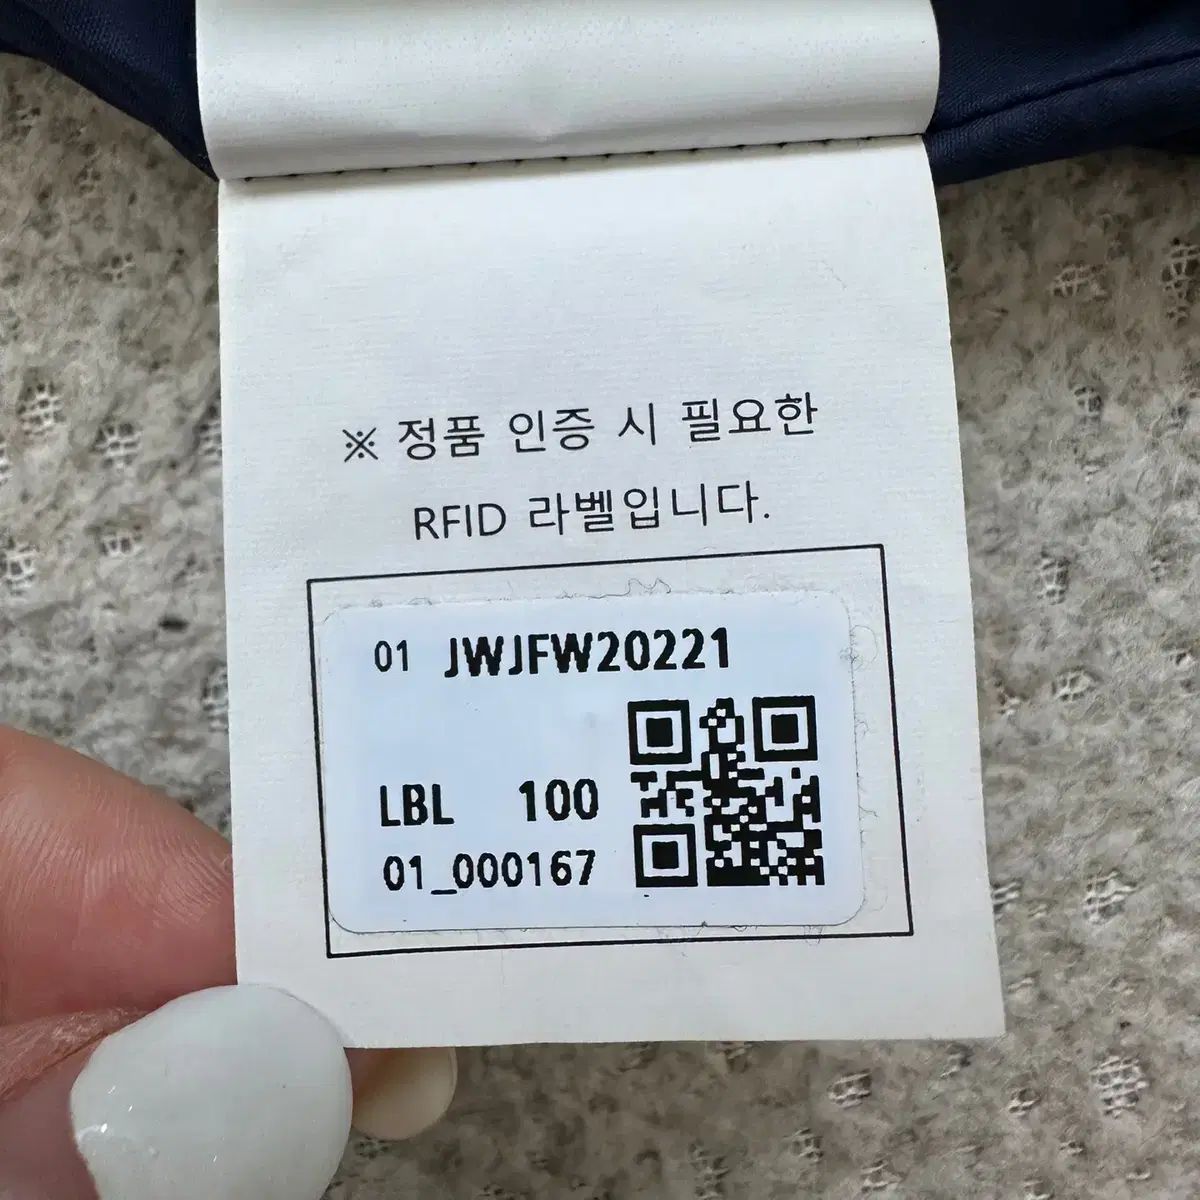 ※ 정품 인증 시 필요한
RFID 라벨입니다.
01 JWJFW20221
LBL 100
01_000167